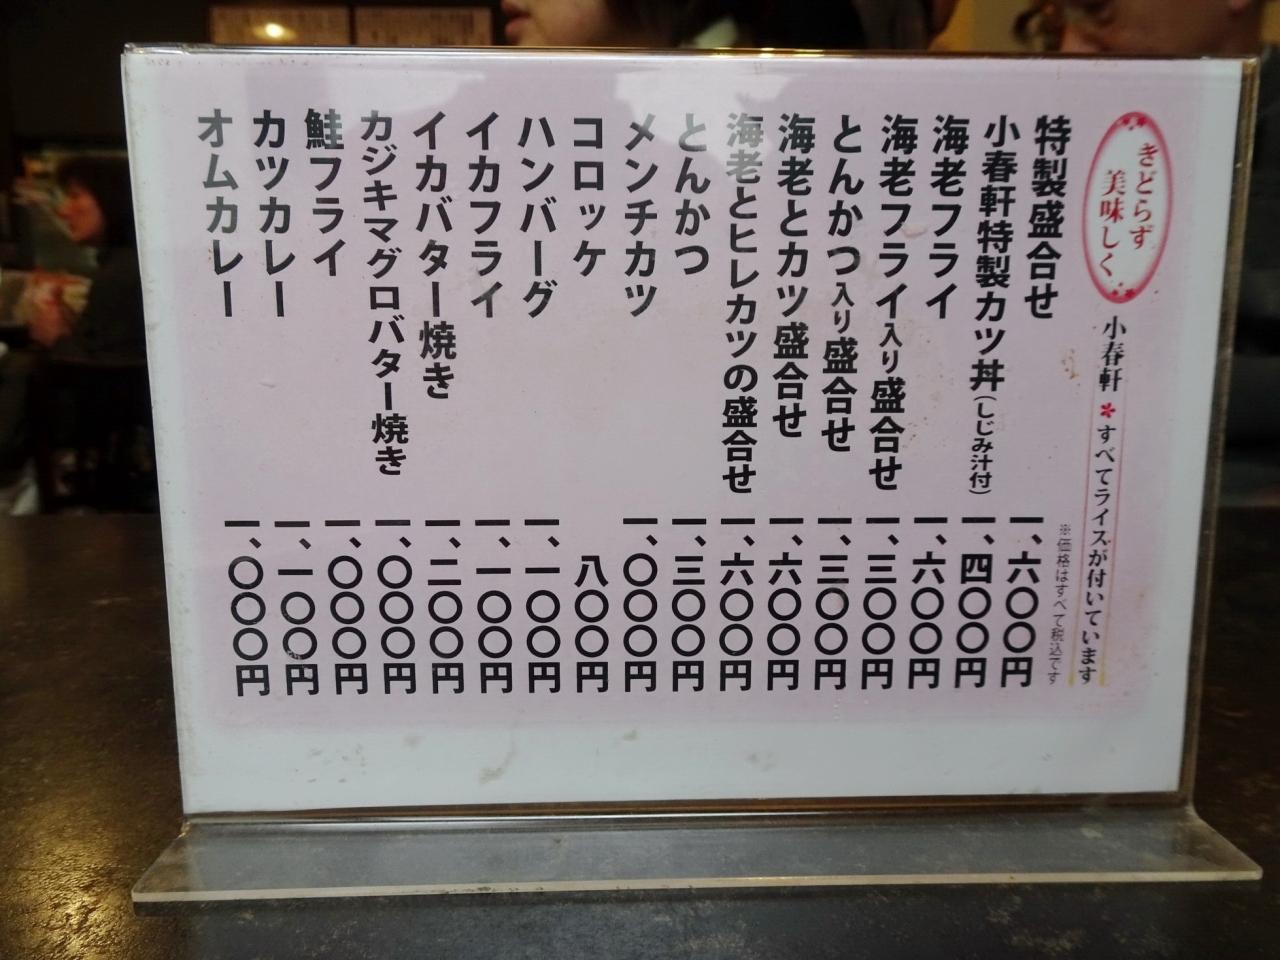 きどらず
美味しく
小春軒 すべてライスが付いています
※価格はすべて税込です
特製盛合せ 一、六〇〇円
小春軒特製カツ丼(しじみ汁付) 一、四〇〇円
海老フライ 一、六〇〇円
海老フライ入り盛合せ 一、三〇〇円
とんかつ入り盛合せ 一、三〇〇円
海老とカツ盛合せ 一、六〇〇円
海老とヒレカツの盛合せ 一、六〇〇円
とんかつ 一、三〇〇円
メンチカツ 一、〇〇〇円
コロッケ 八〇〇円
ハンバーグ 一、一〇〇円
イカフライ 一、一〇〇円
イカバター焼き 一、二〇〇円
カジキマグロバター焼き 一、〇〇〇円
鮭フライ 一、〇〇〇円
カツカレー 一、一〇〇円
オムカレー 一、〇〇〇円